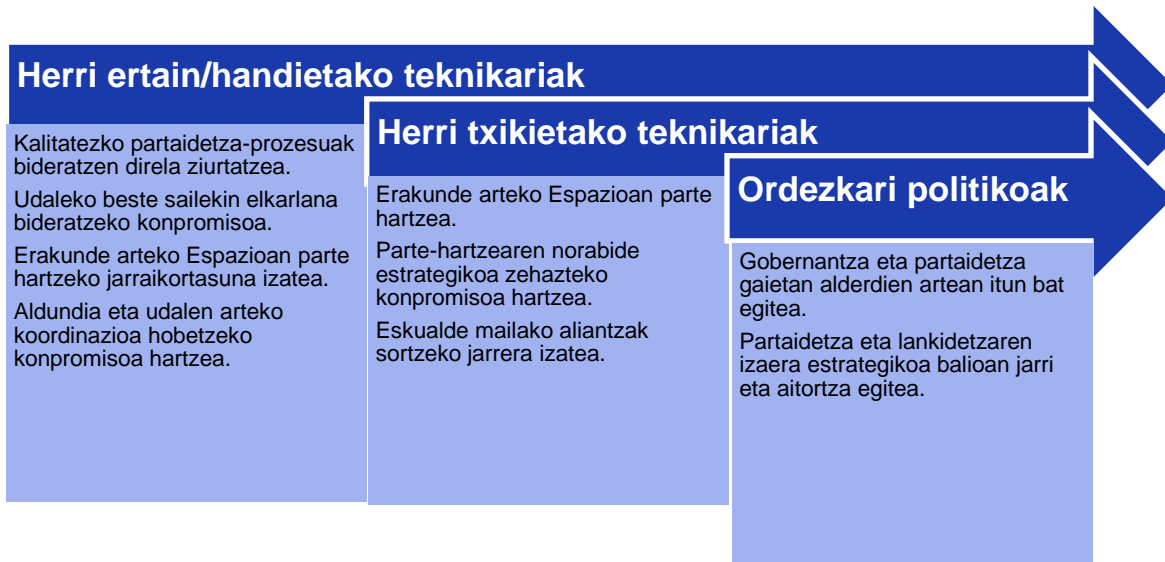 Herri ertain/handietako teknikariak
Kalitatezko partaidetza-prozesuak
bideratzen direla ziurtatzea.
Udaleko beste sailekin elkarlana
bideratzeko konpromisoa.
Erakunde arteko Espazioan parte
hartzeko jarraikortasuna izatea.
Aldundia eta udalen arteko
koordinazioa hobetzeko
konpromisoa hartzea.
Herri txikietako teknikariak
Erakunde arteko Espazioan parte
hartzea.
Parte-hartzearen norabide
estrategikoa zehazteko
konpromisoa hartzea.
Eskualde mailako aliantzak
sortzeko jarrera izatea.
Ordezkari politikoak
Gobernantza eta partaidetza
gaietan alderdien artean itun bat
egitea.
Partaidetza eta lankidetzaren
izaera estrategikoa balioan jarri
eta aitortza egitea.